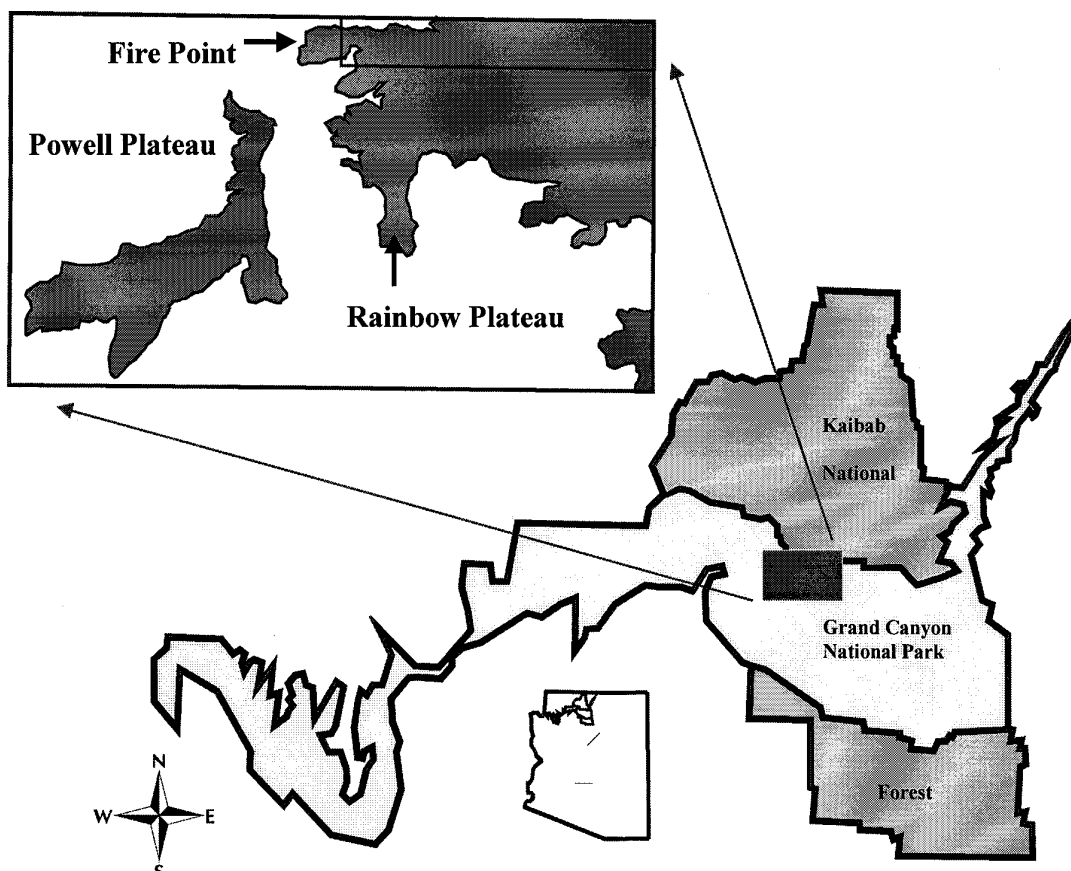 Fire Point
Powell Plateau
Rainbow Plateau
Kaibab
National
Grand Canyon
National Park
Forest
N
W
E
S